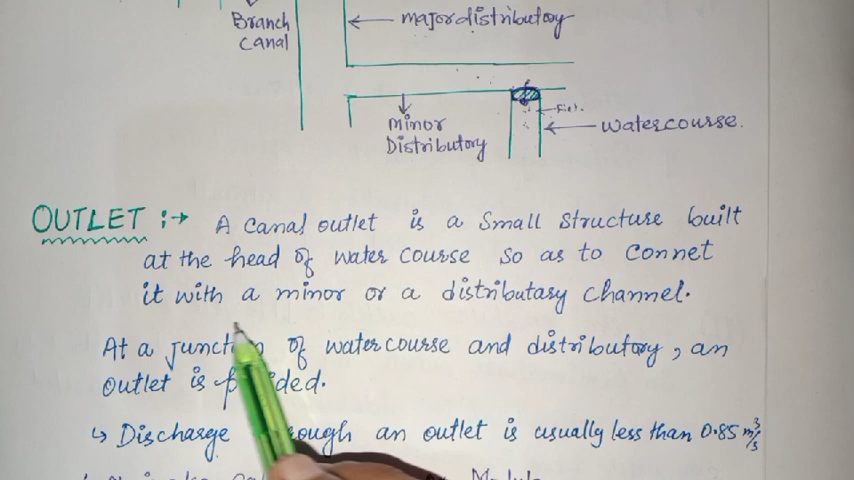 Branch
canal
major distributory
minor
Distributory
watercourse.
OUTLET :→ A canal outlet is a small structure built
at the head of water course so as to connet
it with a minor or a distributary channel.
At a junction of watercourse and distributory, an
outlet is provided.
↳ Discharge through an outlet is usually less than 0.85 m³/s